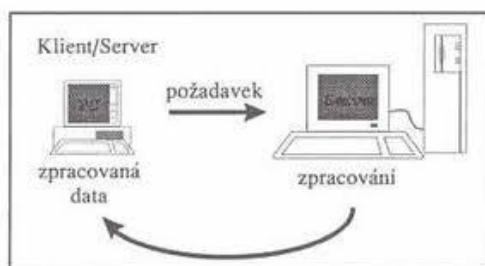 Klient/Server
požadavek
zpracovaná
data
zpracování